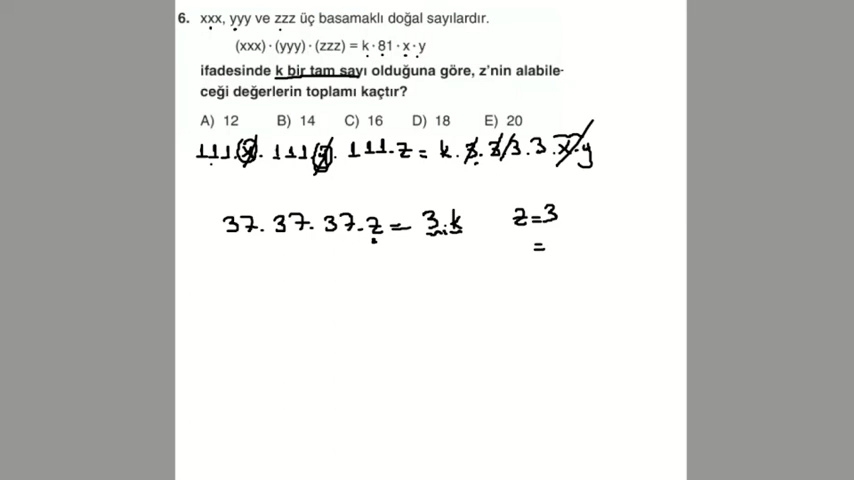 6. xxx, yyy ve zzz üç basamaklı doğal sayılardır.
(xxx) · (yyy) · (zzz) = k · 81 · x · y
ifadesinde k bir tam sayı olduğuna göre, z'nin alabile-
ceği değerlerin toplamı kaçtır?
A) 12 B) 14 C) 16 D) 18 E) 20
111.x. 111.y. 111.z = k. 3. 3/3.3. x.y
37. 37. 37. z = 3.k z=3
=